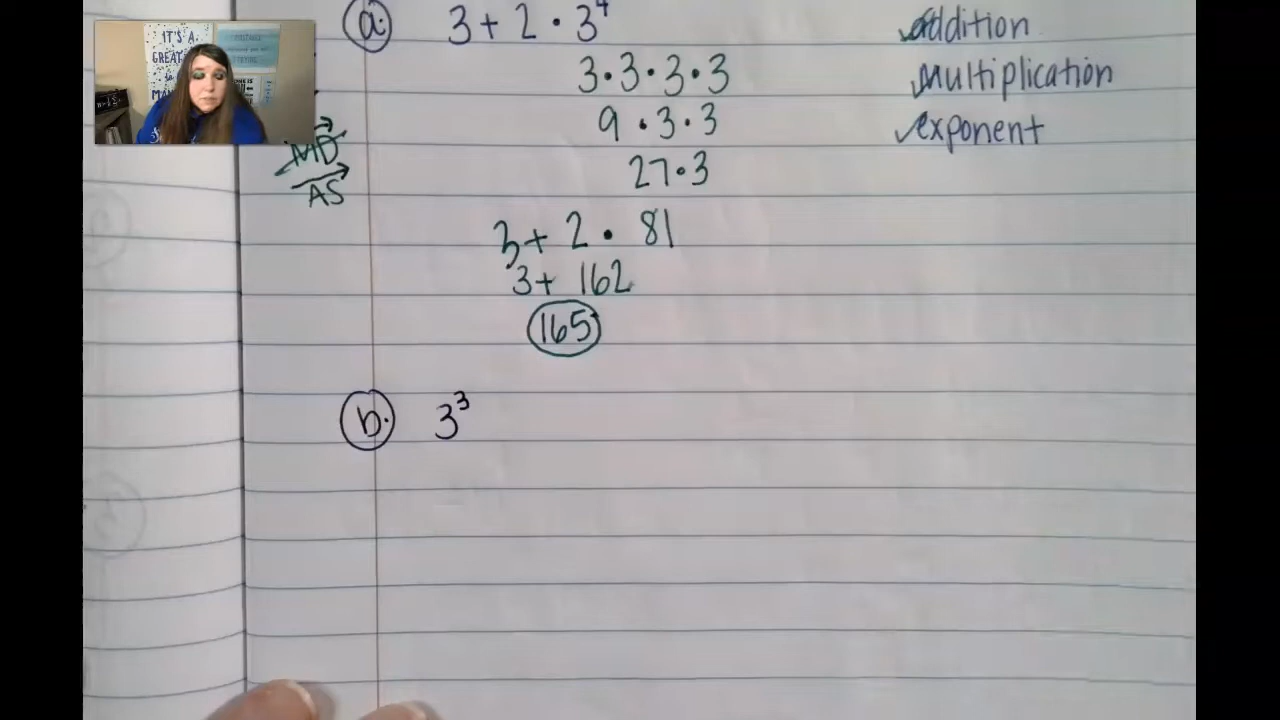 a. 3 + 2 · 3⁴
addition
3·3·3·3
multiplication
9·3·3
exponent
MD
27·3
AS
3 + 2 · 81
3 + 162
165
b. 3³
IT'S A
GREAT